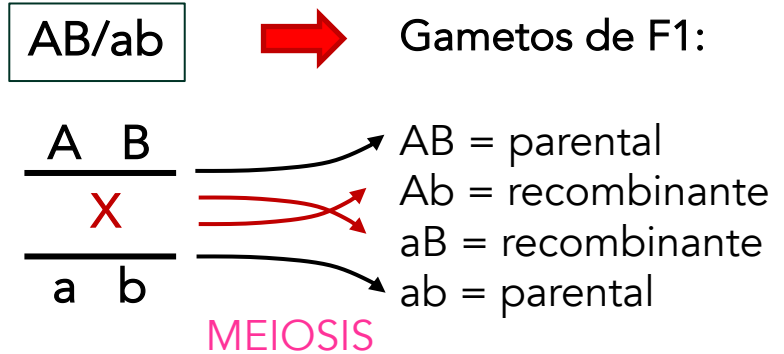 AB/ab
Gametos de F1:
A B
X
a b
AB = parental
Ab = recombinante
aB = recombinante
ab = parental
MEIOSIS